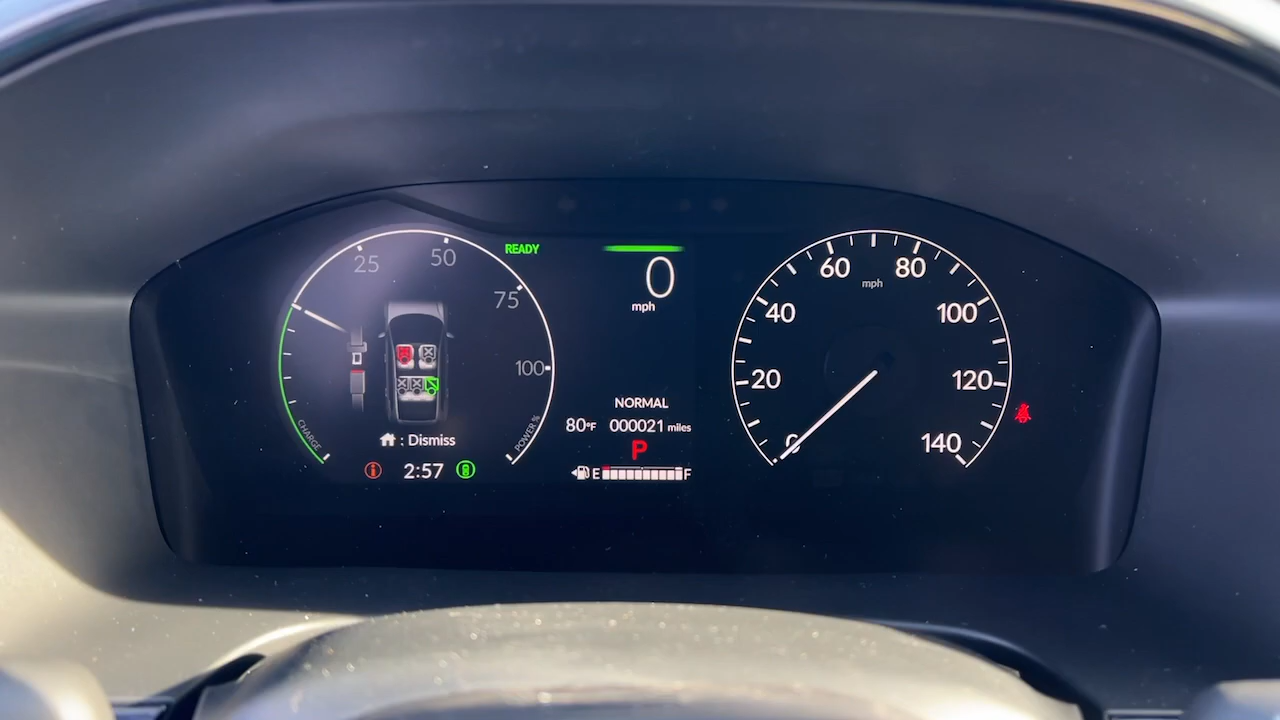 25
50
75
100
CHARGE
POWER %
: Dismiss
2:57
READY
0
mph
NORMAL
80°F 000021 miles
P
E F
0
20
40
60
80
100
120
140
mph